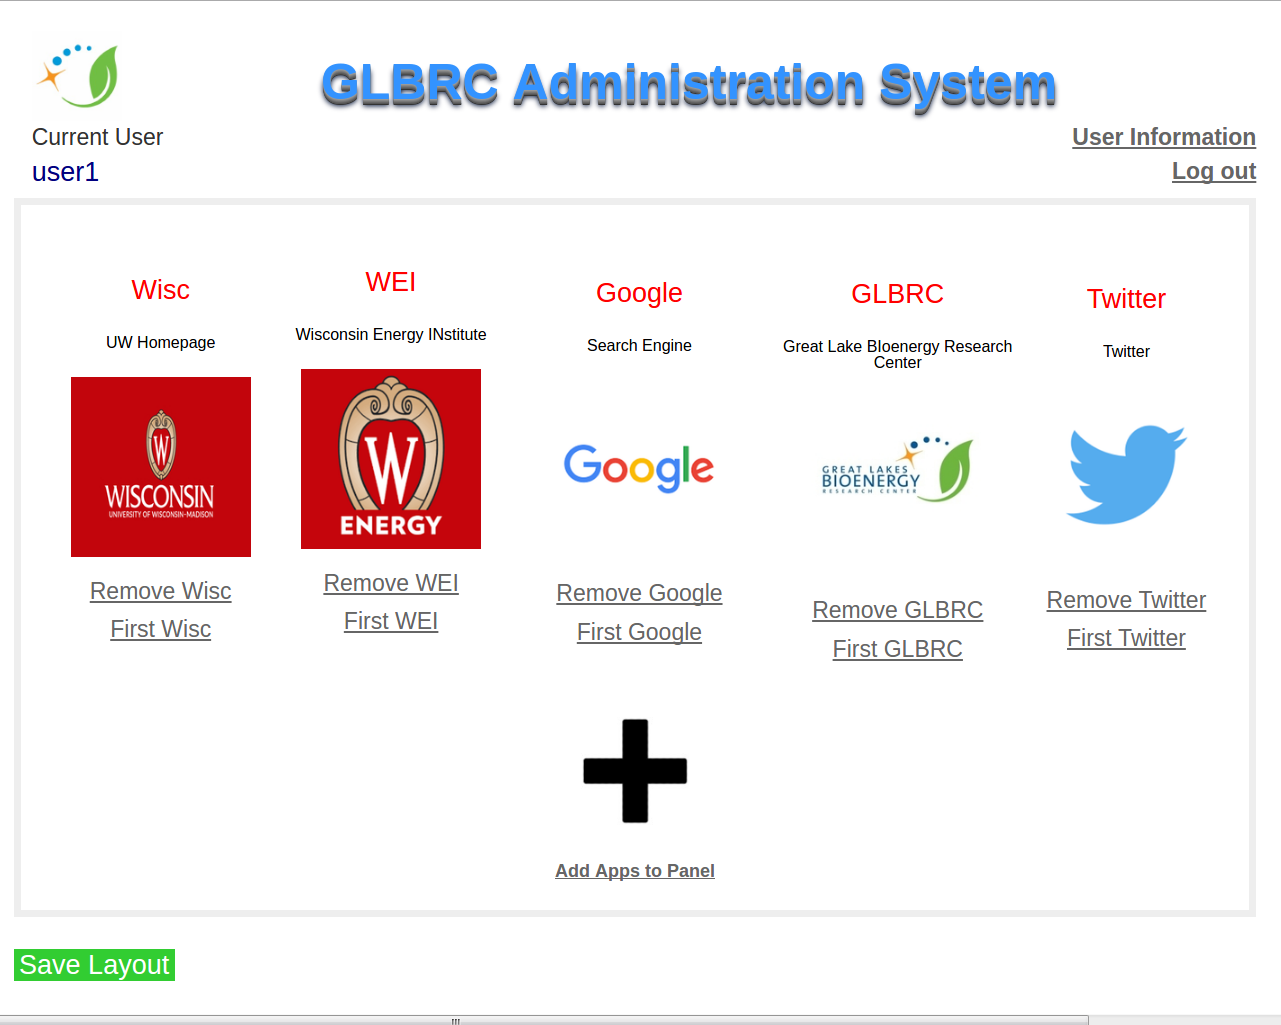 GLBRC Administration System
Current User
User Information
user1
Log out
Wisc
UW Homepage
WISCONSIN
UNIVERSITY OF WISCONSIN-MADISON
Remove Wisc
First Wisc
WEI
Wisconsin Energy INstitute
W
ENERGY
Remove WEI
First WEI
Google
Search Engine
Google
Remove Google
First Google
GLBRC
Great Lake BIoenergy Research
Center
GREAT LAKES
BIOENERGY
RESEARCH CENTER
Remove GLBRC
First GLBRC
Twitter
Twitter
Remove Twitter
First Twitter
Add Apps to Panel
Save Layout